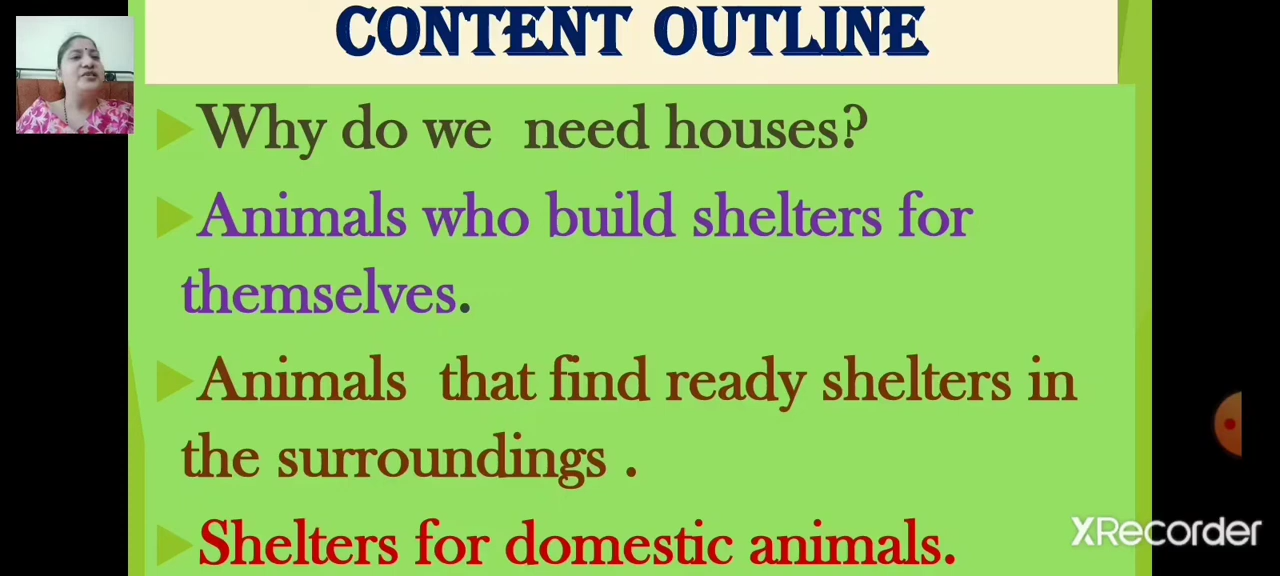 CONTENT OUTLINE
Why do we need houses?
Animals who build shelters for
themselves.
Animals that find ready shelters in
the surroundings .
Shelters for domestic animals.
XRecorder